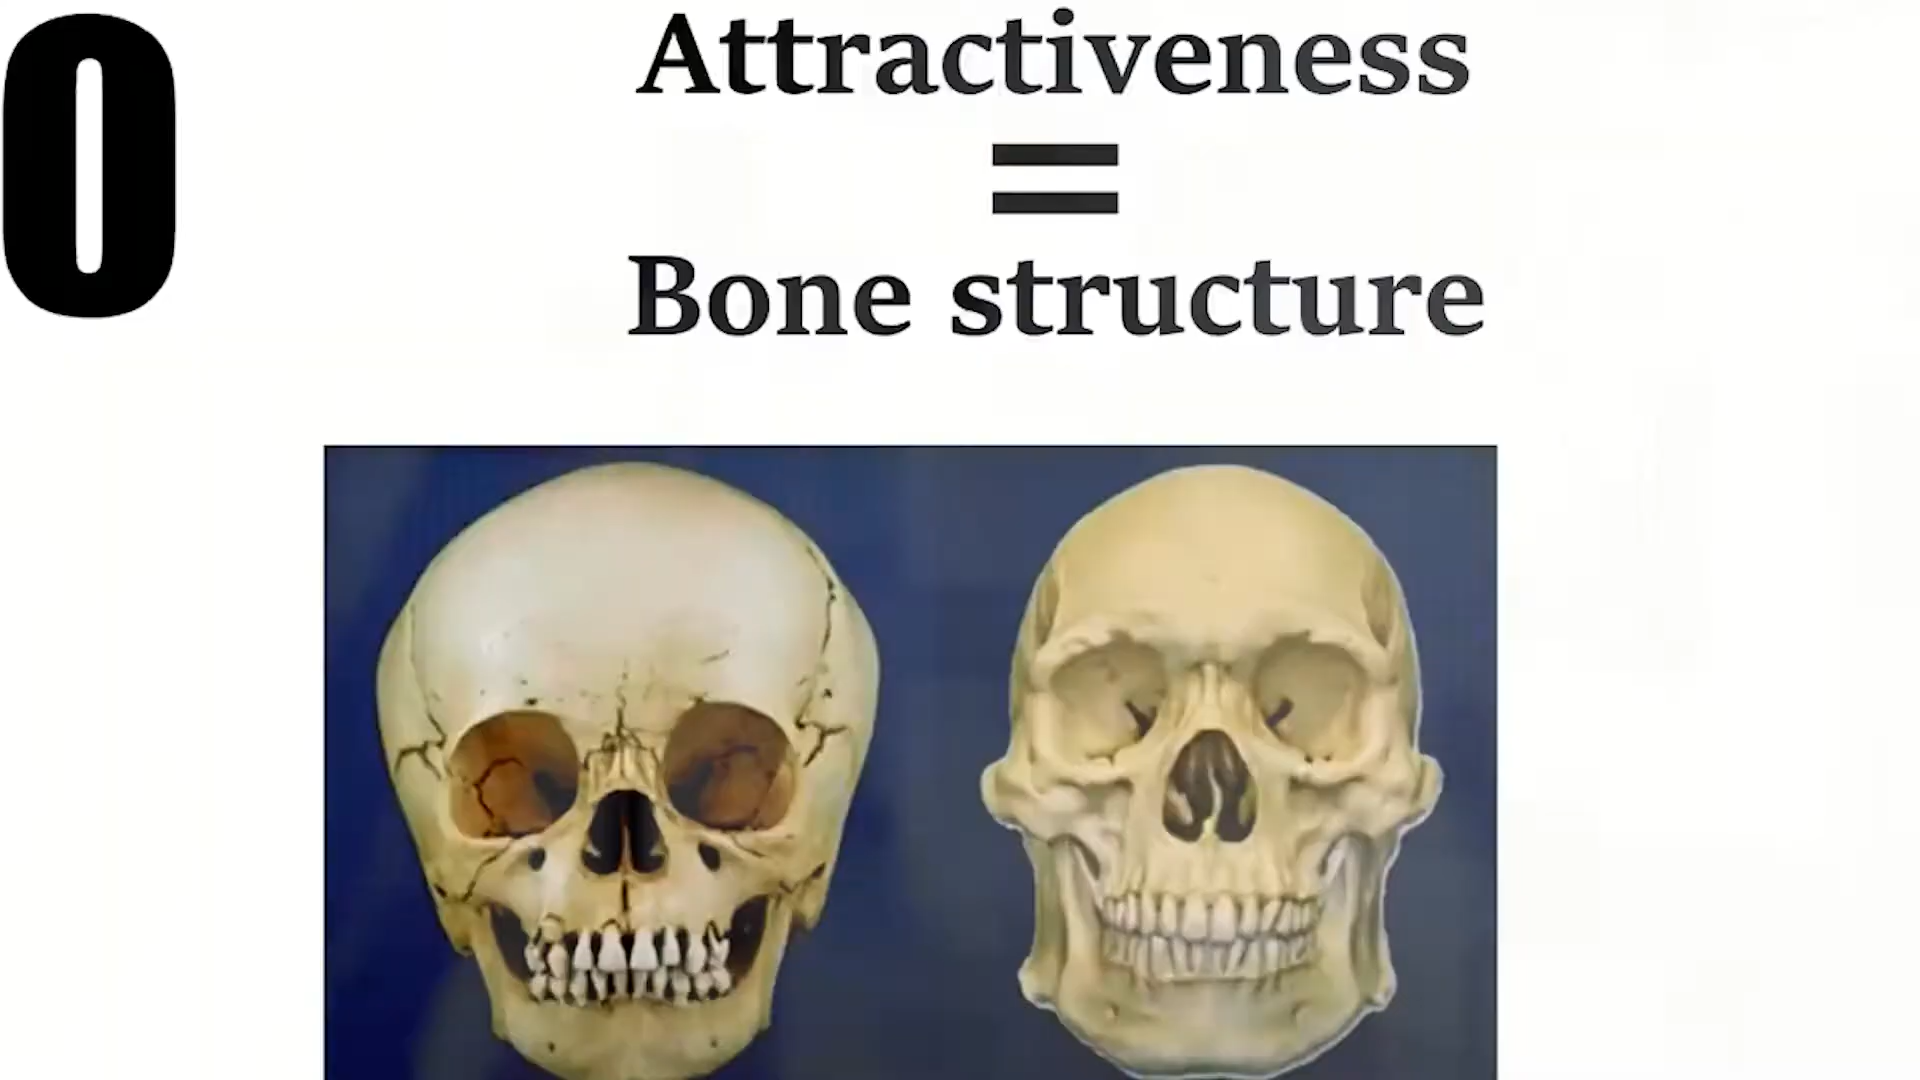 0
Attractiveness
=
Bone structure